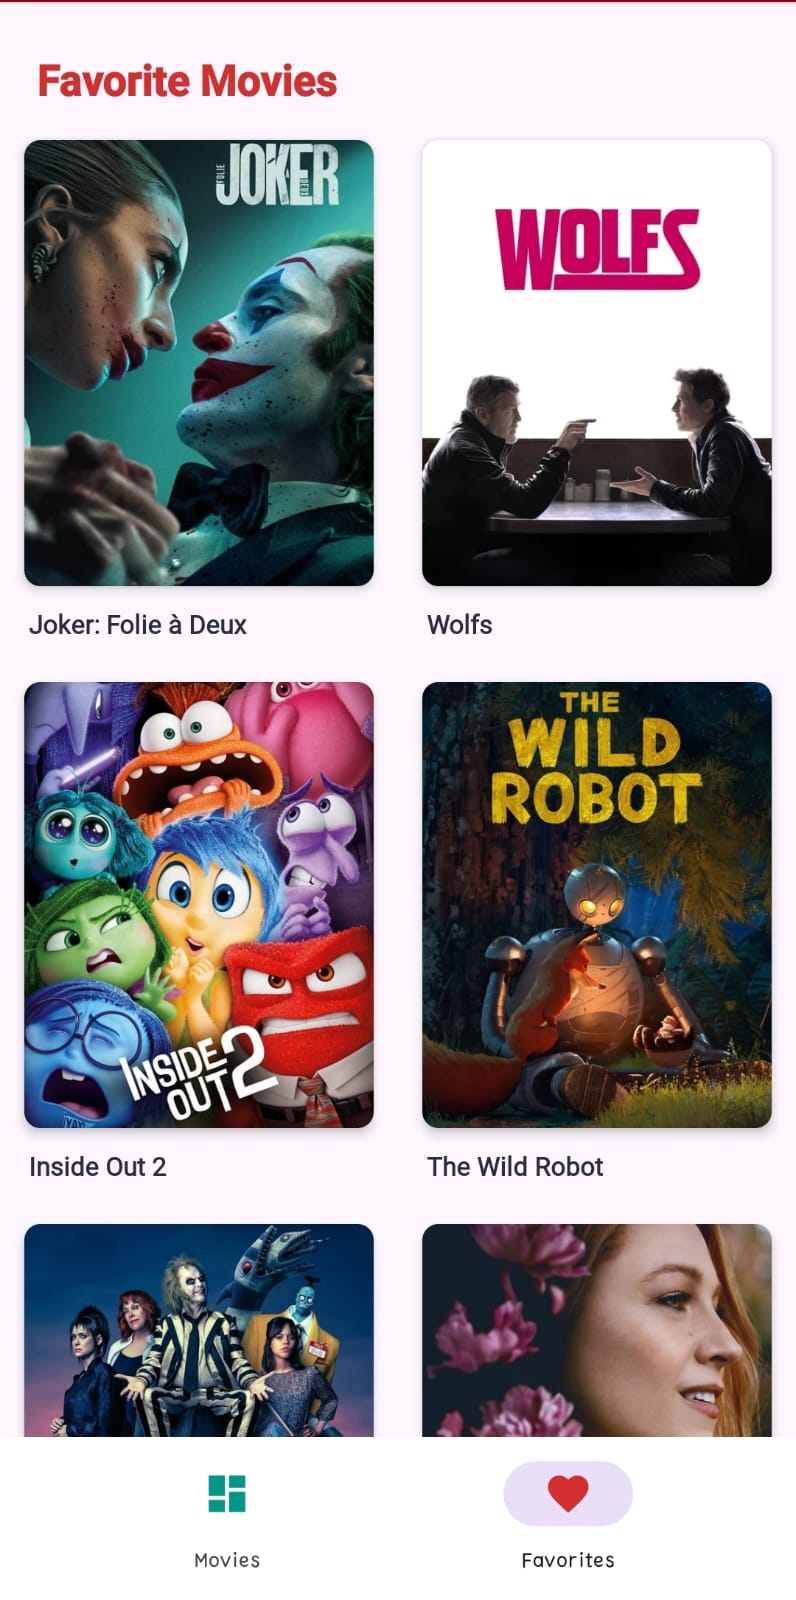 Favorite Movies
FOLIE
JOKER
DEUX
WOLFS
Joker: Folie à Deux
Wolfs
INSIDE
OUT 2
YAY!
THE
WILD
ROBOT
Inside Out 2
The Wild Robot
Movies
Favorites